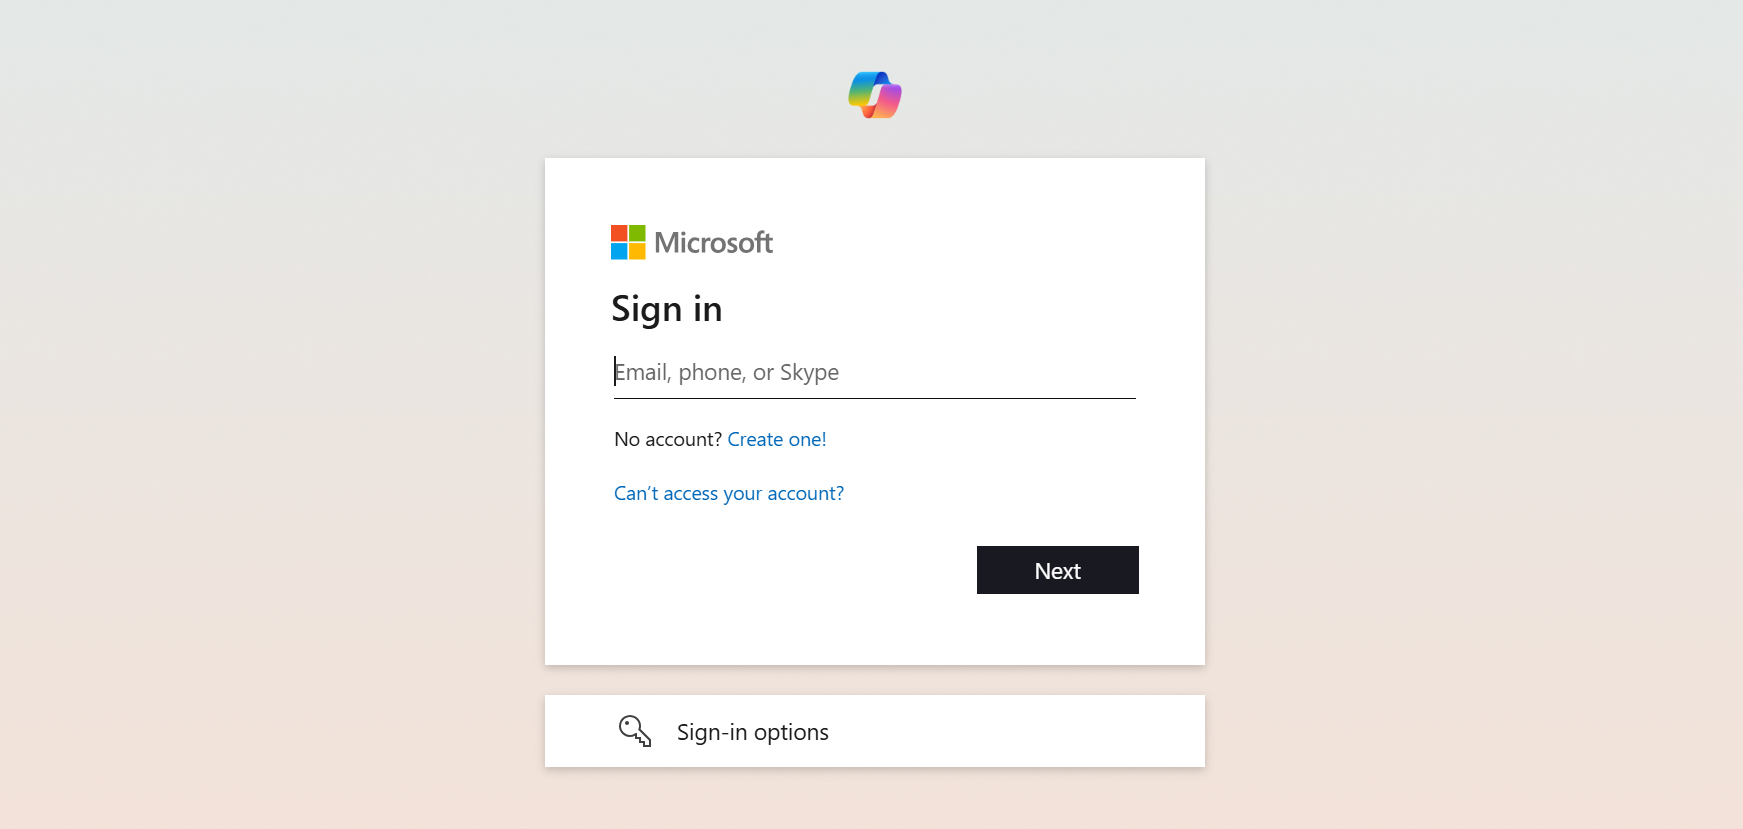 Microsoft
Sign in
Email, phone, or Skype
No account? Create one!
Can’t access your account?
Next
Sign-in options